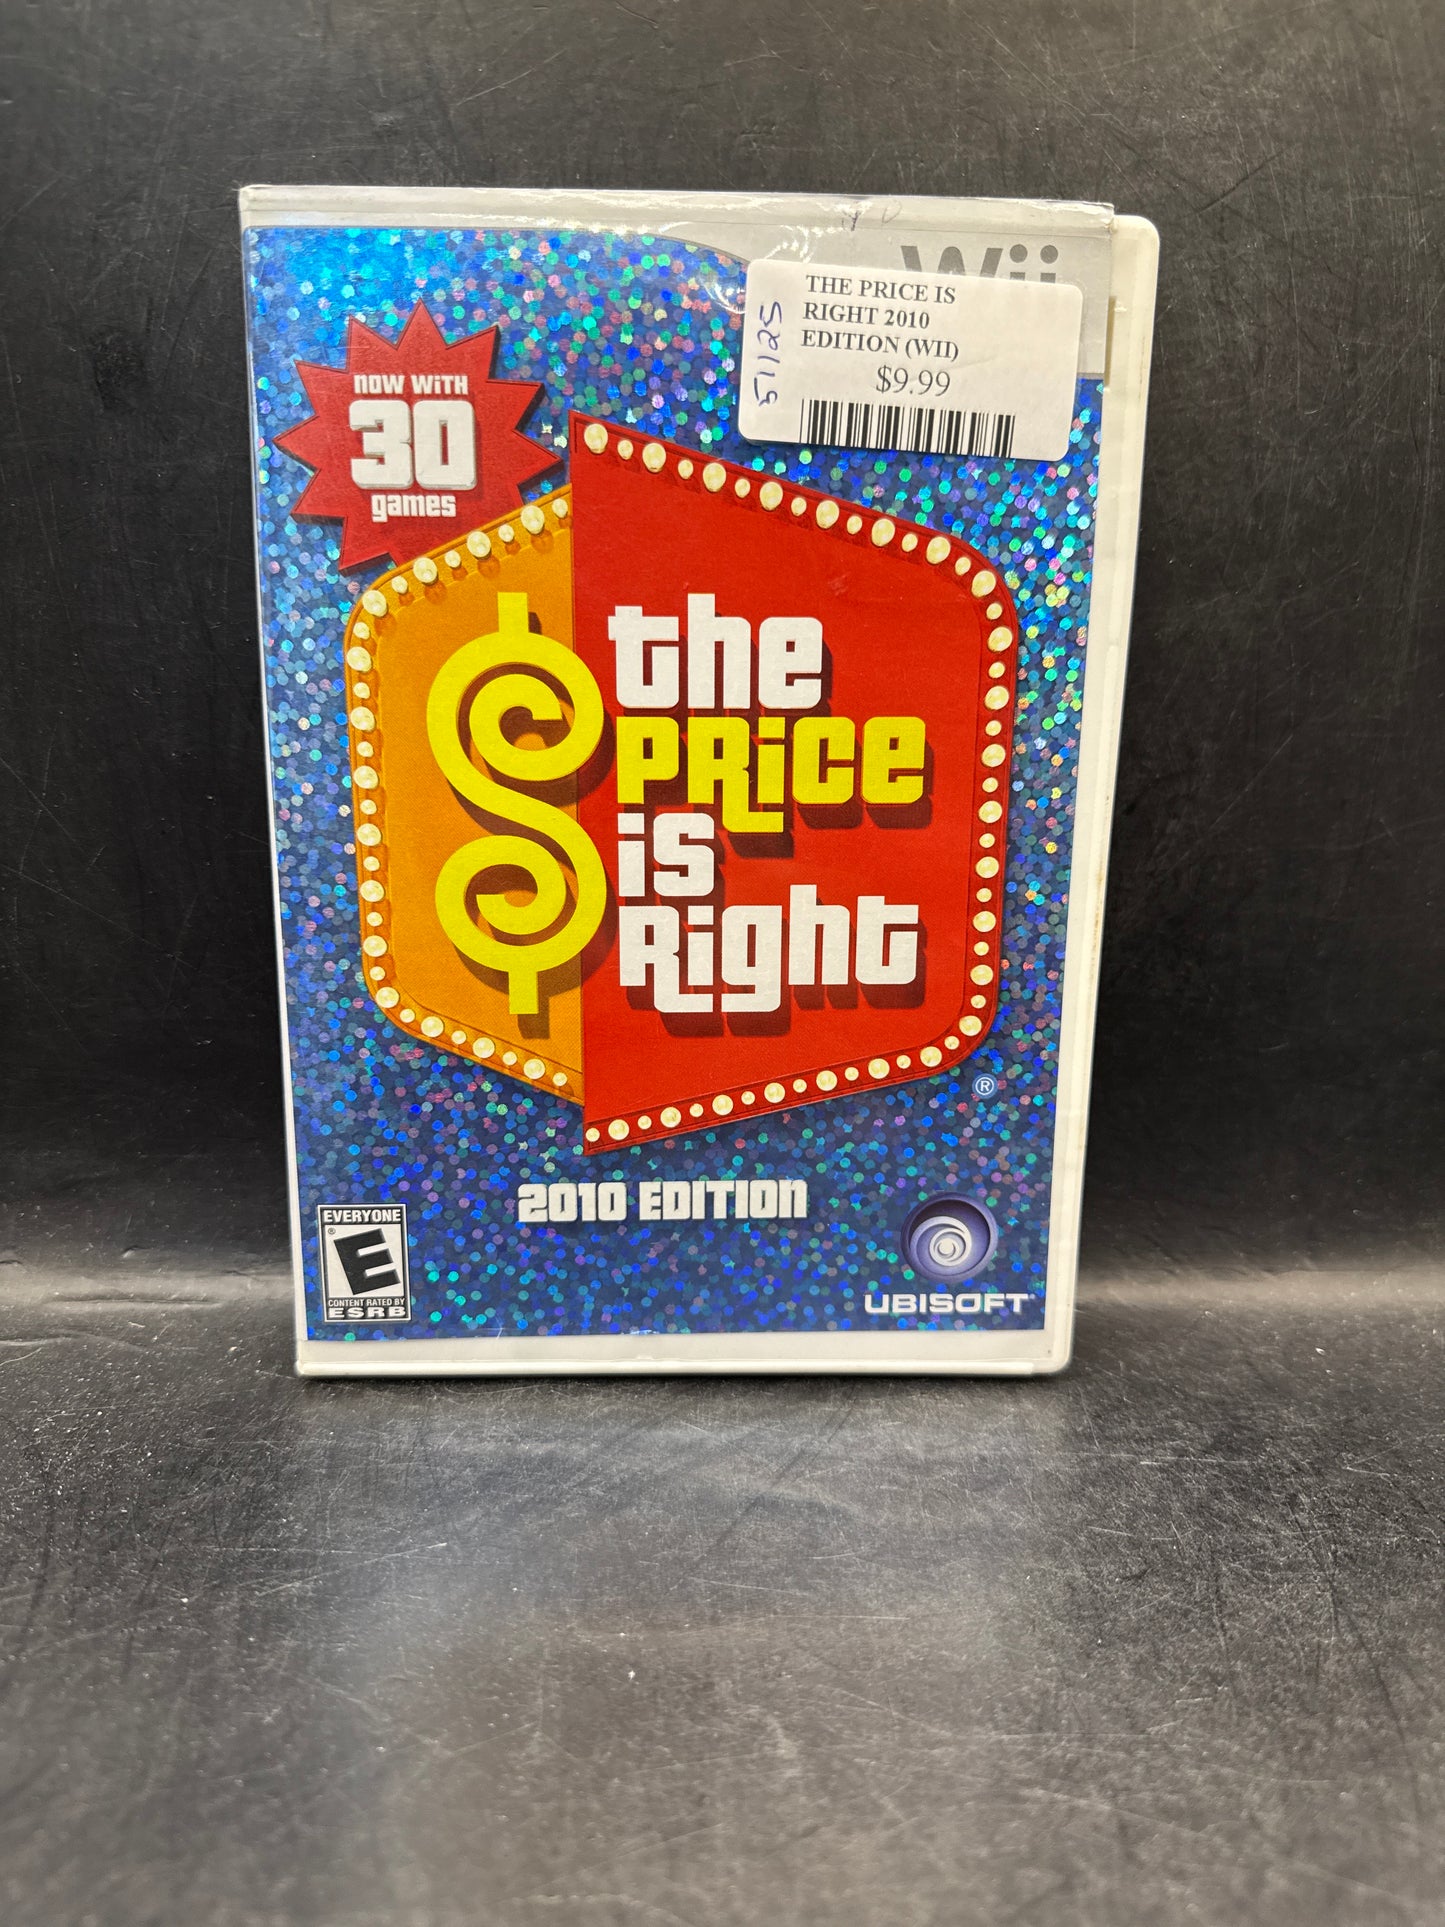 Wii
THE PRICE IS
RIGHT 2010
EDITION (WII)
$9.99
51125
now with
30
games
$
the
PRice
is
Right
®
2010 EDITION
EVERYONE
E
®
CONTENT RATED BY
ESRB
UBISOFT